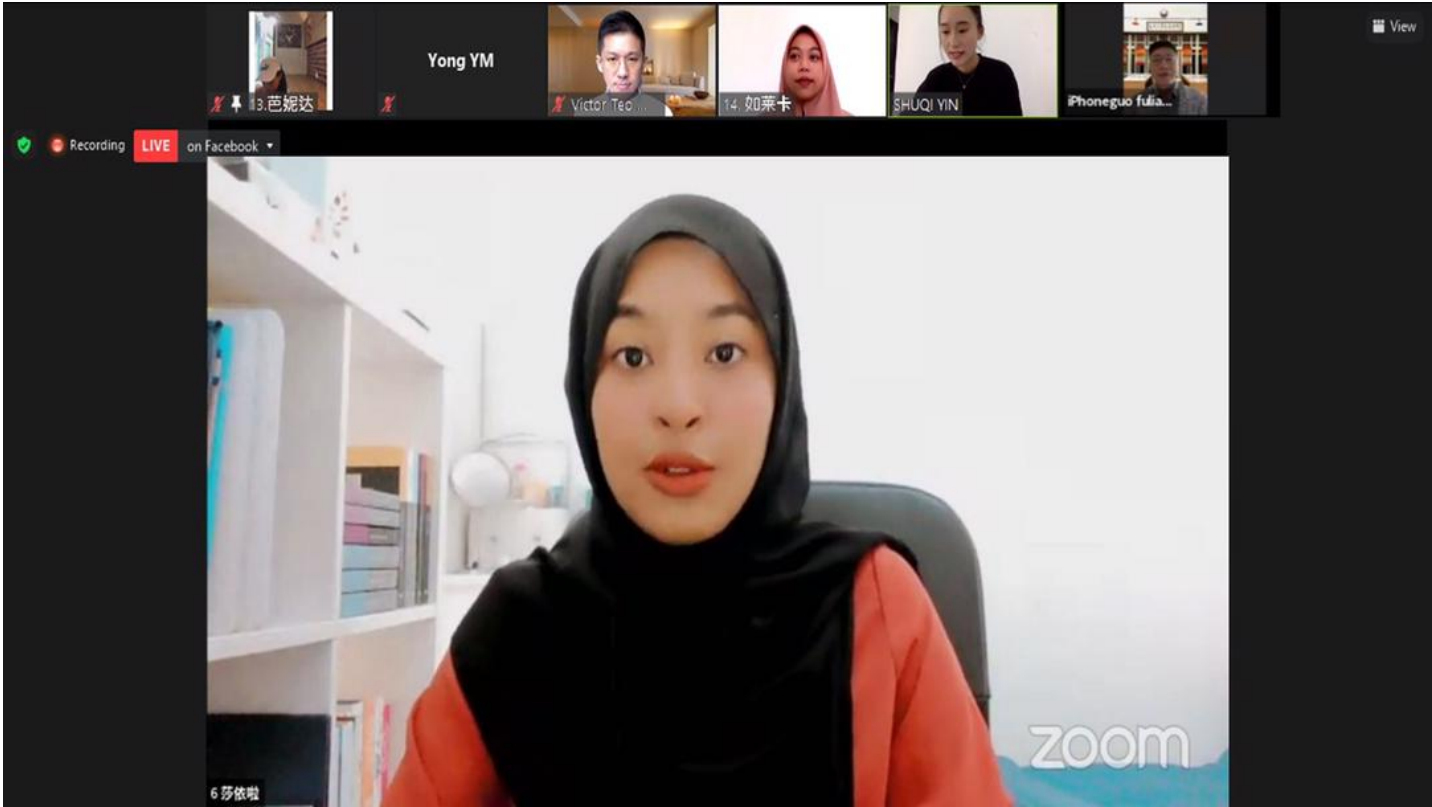 13.芭妮达
Yong YM
Victor Teo....
14. 如莱卡
SHUQI YIN
iPhoneguo fulia...
View
Recording
LIVE on Facebook
zoom
6 莎依啦